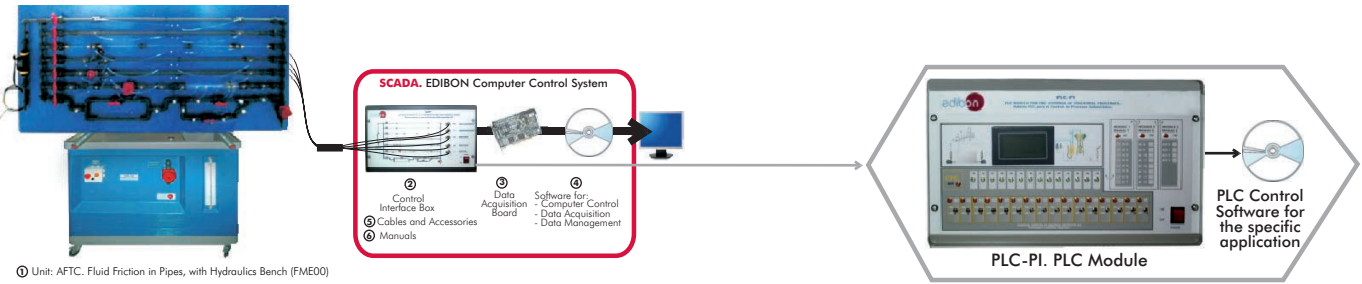 SCADA. EDIBON Computer Control System
② Control
Interface Box
③ Data
Acquisition
Board
④ Software for:
- Computer Control
- Data Acquisition
- Data Management
⑤ Cables and Accessories
⑥ Manuals
① Unit: AFTC. Fluid Friction in Pipes, with Hydraulics Bench (FME00)
edibon
PLC-PI
PLC-PI. PLC Module
PLC Control
Software for
the specific
application